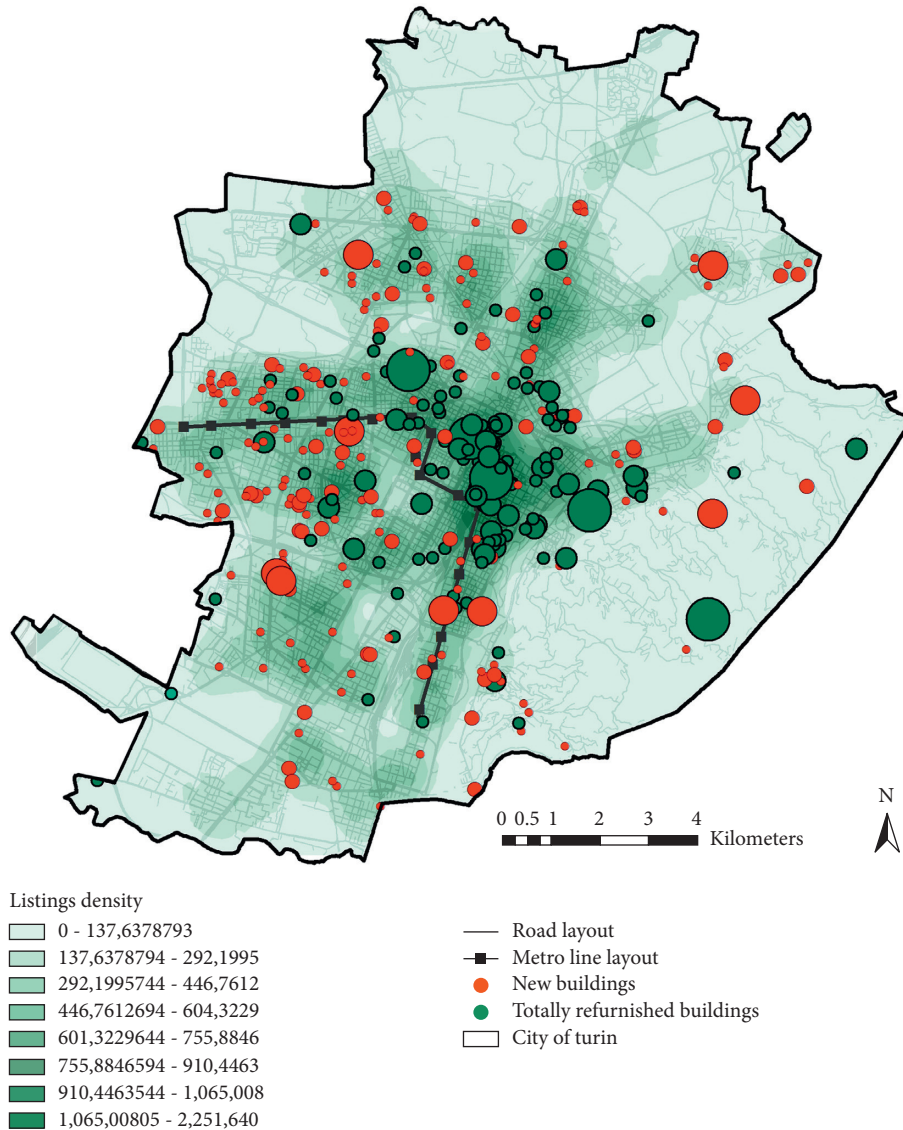 N
0 0.5 1 2 3 4
Kilometers
Listings density
0 - 137,6378793
137,6378794 - 292,1995
292,1995744 - 446,7612
446,7612694 - 604,3229
601,3229644 - 755,8846
755,8846594 - 910,4463
910,4463544 - 1,065,008
1,065,00805 - 2,251,640
Road layout
Metro line layout
New buildings
Totally refurnished buildings
City of turin